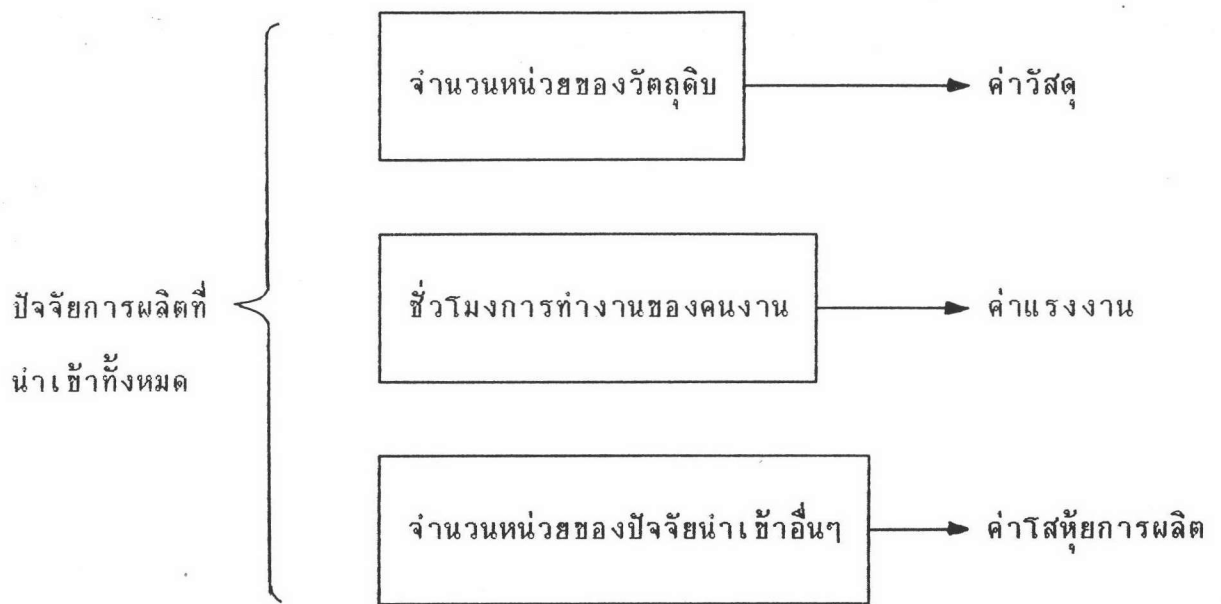 จำนวนหน่วยของวัตถุดิบ
ค่าวัสดุ
ปัจจัยการผลิตที่
นำเข้าทั้งหมด
ชั่วโมงการทำงานของคนงาน
ค่าแรงงาน
จำนวนหน่วยของปัจจัยนำเข้าอื่นๆ
ค่าโสหุ้ยการผลิต